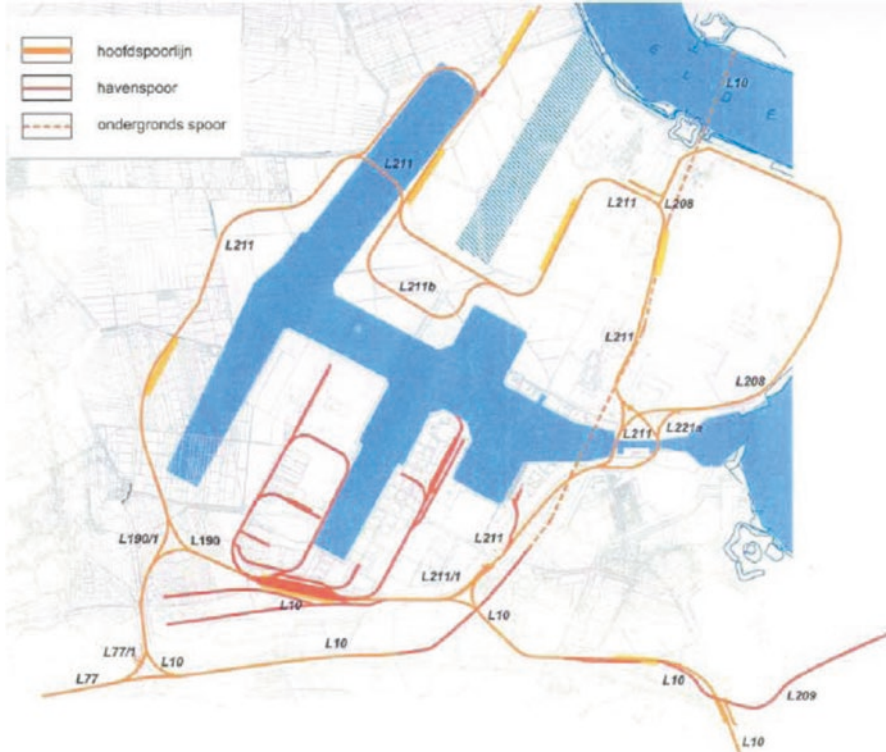 hoofdspoorlijn
havenspoor
ondergronds spoor
L10
L211
L211
L208
L211
L211b
L211
L208
L211
L221a
L211
L190/1
L190
L211/1
L10
L10
L10
L77/1
L10
L77
L10
L209
L10